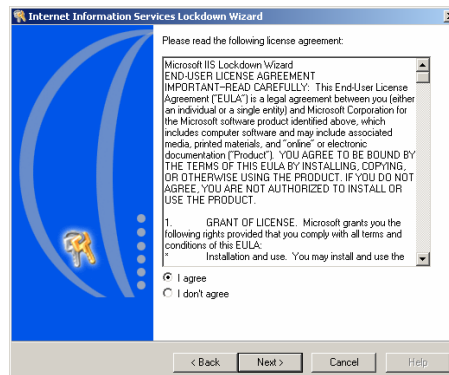 Internet Information Services Lockdown Wizard
Please read the following license agreement:
Microsoft IIS Lockdown Wizard
END-USER LICENSE AGREEMENT
IMPORTANT-READ CAREFULLY: This End-User License
Agreement ("EULA") is a legal agreement between you (either
an individual or a single entity) and Microsoft Corporation for
the Microsoft software product identified above, which
includes computer software and may include associated
media, printed materials, and "online" or electronic
documentation ("Product"). YOU AGREE TO BE BOUND BY
THE TERMS OF THIS EULA BY INSTALLING, COPYING,
OR OTHERWISE USING THE PRODUCT. IF YOU DO NOT
AGREE, YOU ARE NOT AUTHORIZED TO INSTALL OR
USE THE PRODUCT.
1. GRANT OF LICENSE. Microsoft grants you the
following rights provided that you comply with all terms and
conditions of this EULA:
* Installation and use. You may install and use the
I agree
I don't agree
< Back Next > Cancel Help